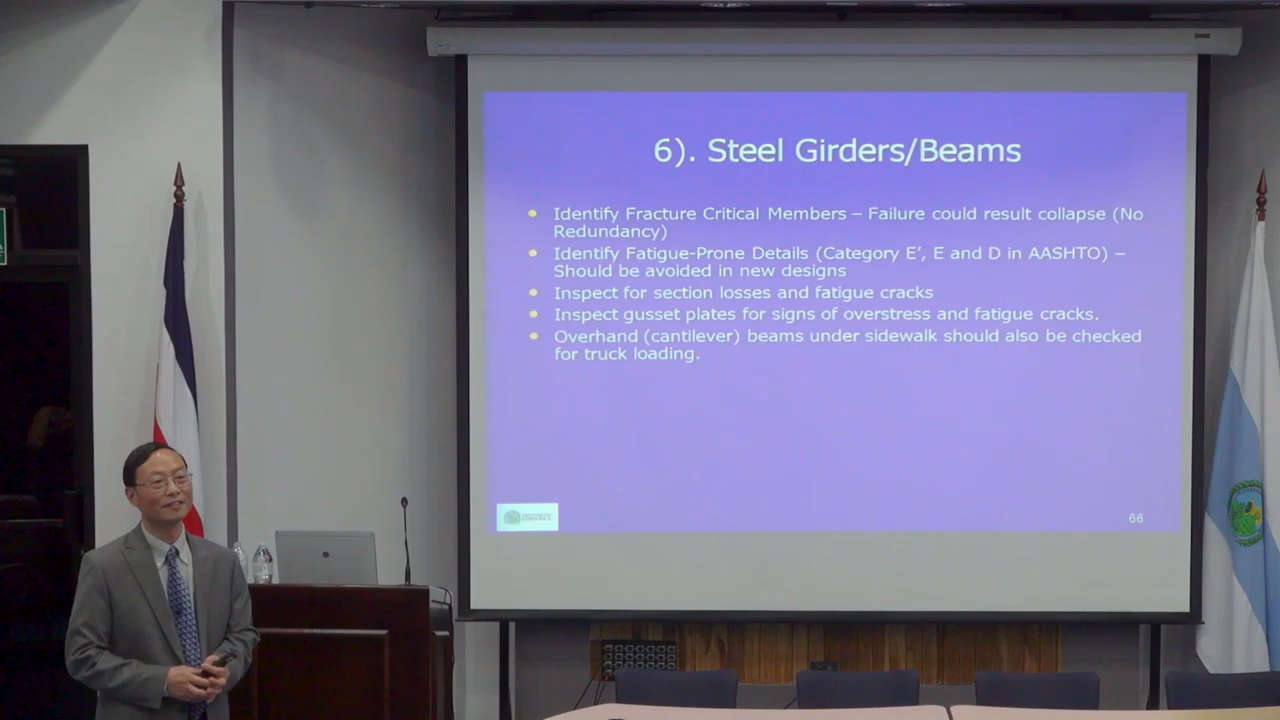 6). Steel Girders/Beams
• Identify Fracture Critical Members – Failure could result collapse (No
Redundancy)
• Identify Fatigue-Prone Details (Category E’, E and D in AASHTO) –
Should be avoided in new designs
• Inspect for section losses and fatigue cracks
• Inspect gusset plates for signs of overstress and fatigue cracks.
• Overhand (cantilever) beams under sidewalk should also be checked
for truck loading.
66